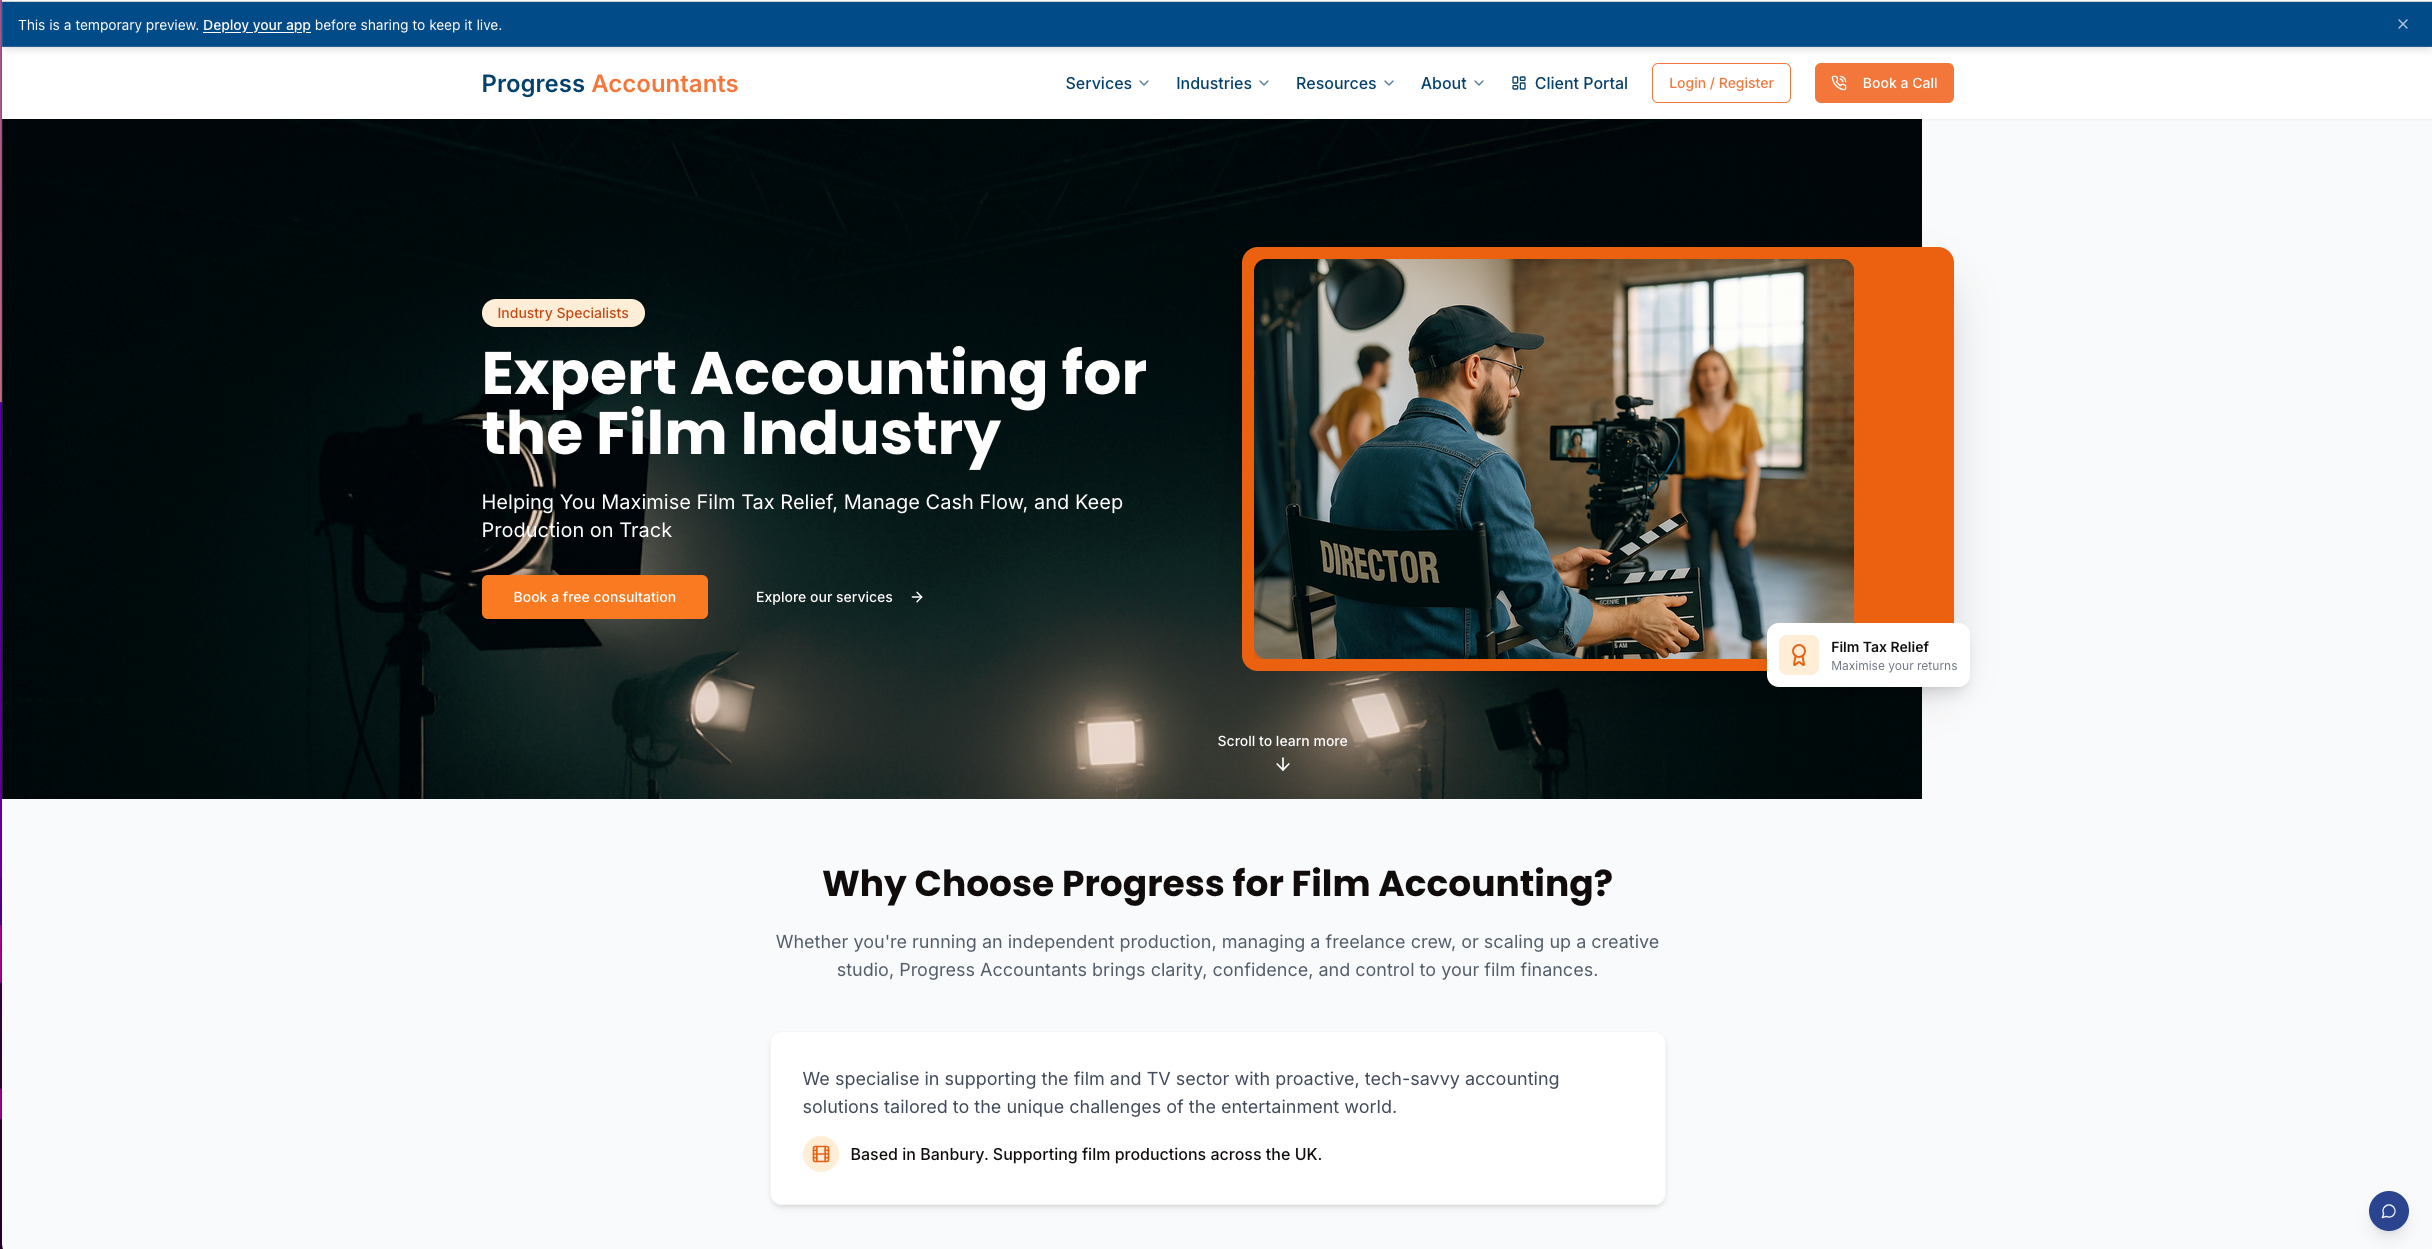 This is a temporary preview. Deploy your app before sharing to keep it live.
Progress Accountants
Services
Industries
Resources
About
Client Portal
Login / Register
Book a Call
Industry Specialists
Expert Accounting for
the Film Industry
Helping You Maximise Film Tax Relief, Manage Cash Flow, and Keep
Production on Track
Book a free consultation
Explore our services
DIRECTOR
SCENE
Film Tax Relief
Maximise your returns
Scroll to learn more
Why Choose Progress for Film Accounting?
Whether you're running an independent production, managing a freelance crew, or scaling up a creative
studio, Progress Accountants brings clarity, confidence, and control to your film finances.
We specialise in supporting the film and TV sector with proactive, tech-savvy accounting
solutions tailored to the unique challenges of the entertainment world.
Based in Banbury. Supporting film productions across the UK.